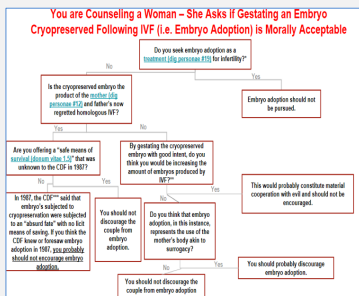 You are Counseling a Woman – She Asks if Gestating an Embryo
Cryopreserved Following IVF (i.e. Embryo Adoption) is Morally Acceptable
Do you seek embryo adoption as a
treatment (dig personae #19) for infertility?*
No
Yes
Is the cryopreserved embryo the
product of the mother (dig
personae #12) and father's now
regretted homologous IVF?
Embryo adoption should not
be pursued.
Yes
No
Are you offering a "safe means of
survival (donum vitae 1.5)" that was
unknown to the CDF in 1987?
By gestating the cryopreserved
embryo with good intent, do you
think you would be increasing the
amount of embryos produced by
IVF?**
No
Yes
No
Yes
This would probably constitute material
cooperation with evil and should not be
encouraged.
In 1987, the CDF*** said that
embryo's subjected to
cryopreservation were subjected
to an "absurd fate" with no licit
means of saving. If you think the
CDF knew or foresaw embryo
adoption in 1987, you probably
should not encourage embryo
adoption.
You should not
discourage the
couple from
embryo
adoption.
Do you think that embryo
adoption, in this instance,
represents the use of the
mother's body akin to
surrogacy?
No
Yes
You should probably discourage
embryo adoption.
You should not discourage the
couple from embryo adoption